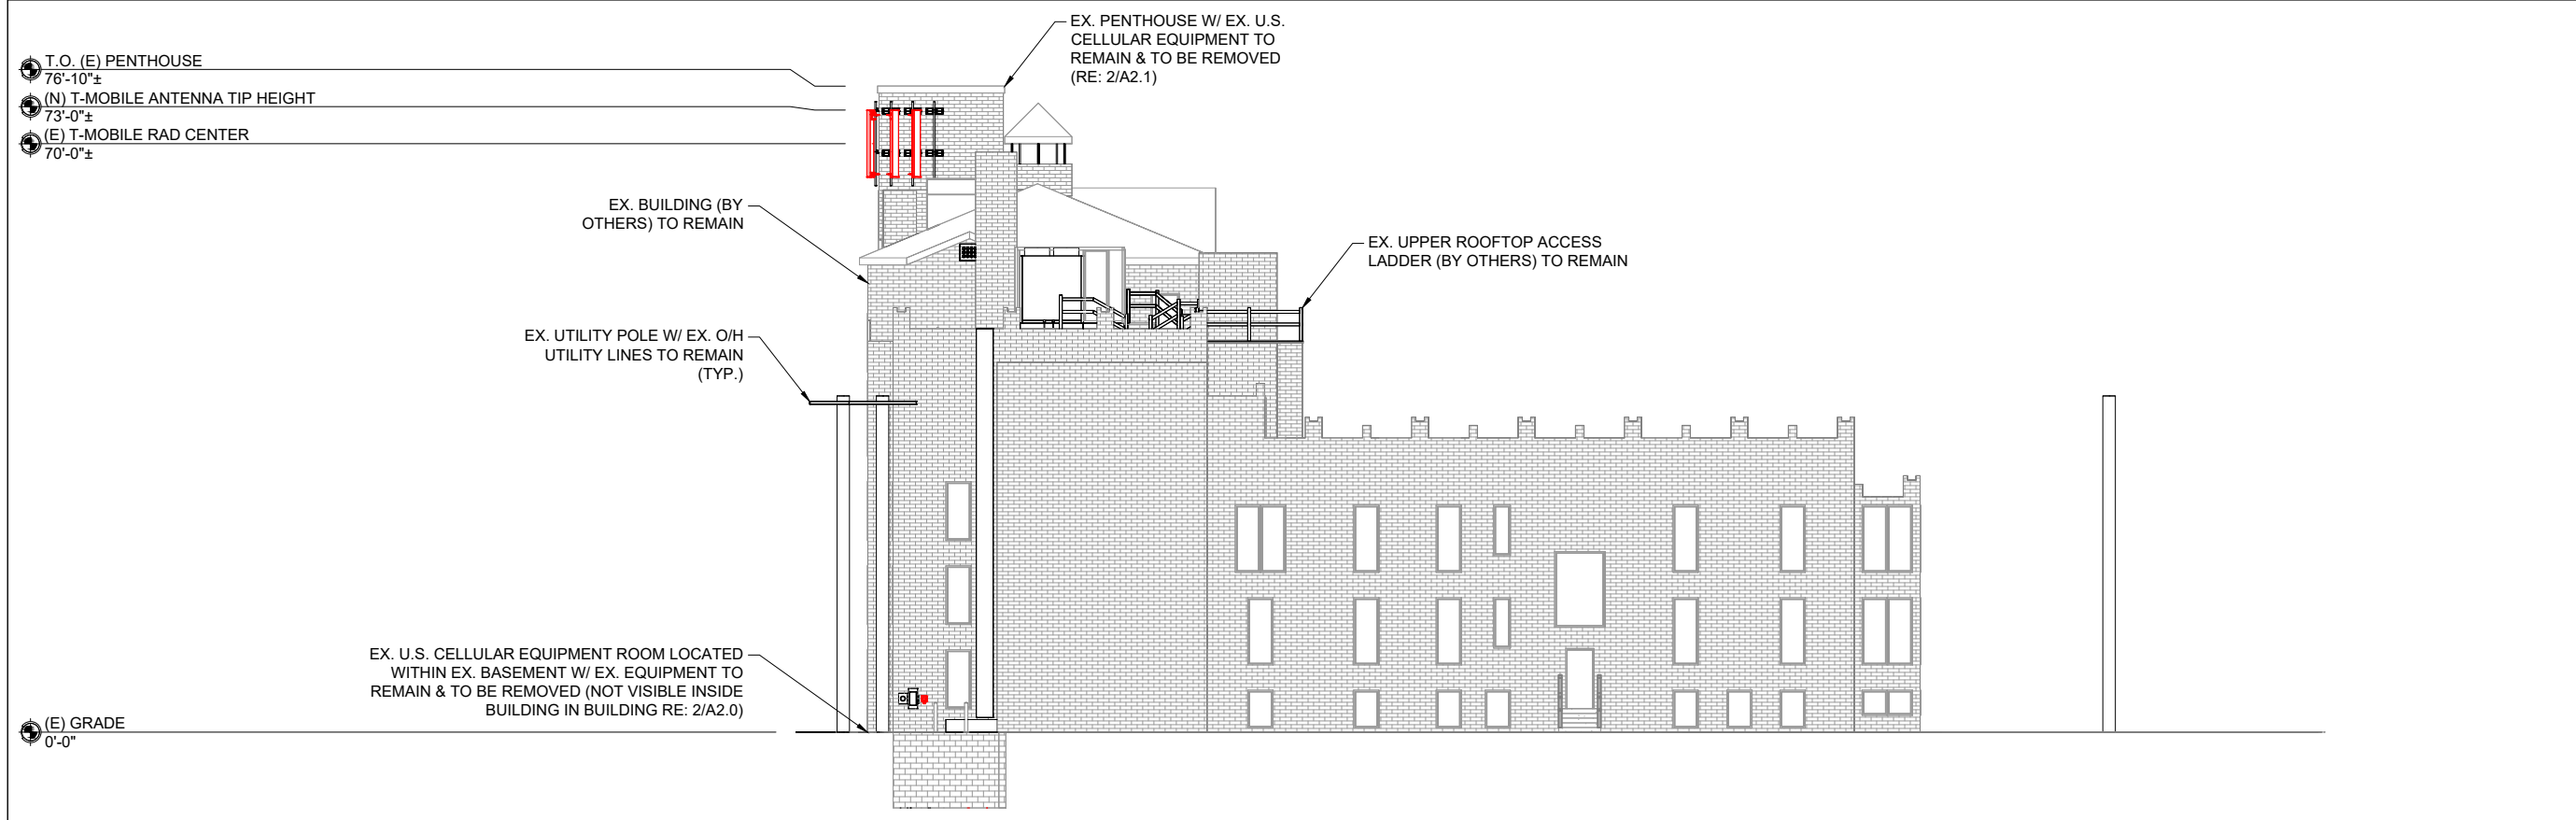 EX. PENTHOUSE W/ EX. U.S.
CELLULAR EQUIPMENT TO
REMAIN & TO BE REMOVED
(RE: 2/A2.1)
T.O. (E) PENTHOUSE
76'-10"±
(N) T-MOBILE ANTENNA TIP HEIGHT
73'-0"±
(E) T-MOBILE RAD CENTER
70'-0"±
EX. BUILDING (BY
OTHERS) TO REMAIN
EX. UPPER ROOFTOP ACCESS
LADDER (BY OTHERS) TO REMAIN
EX. UTILITY POLE W/ EX. O/H
UTILITY LINES TO REMAIN
(TYP.)
EX. U.S. CELLULAR EQUIPMENT ROOM LOCATED
WITHIN EX. BASEMENT W/ EX. EQUIPMENT TO
REMAIN & TO BE REMOVED (NOT VISIBLE INSIDE
BUILDING IN BUILDING RE: 2/A2.0)
(E) GRADE
0'-0"